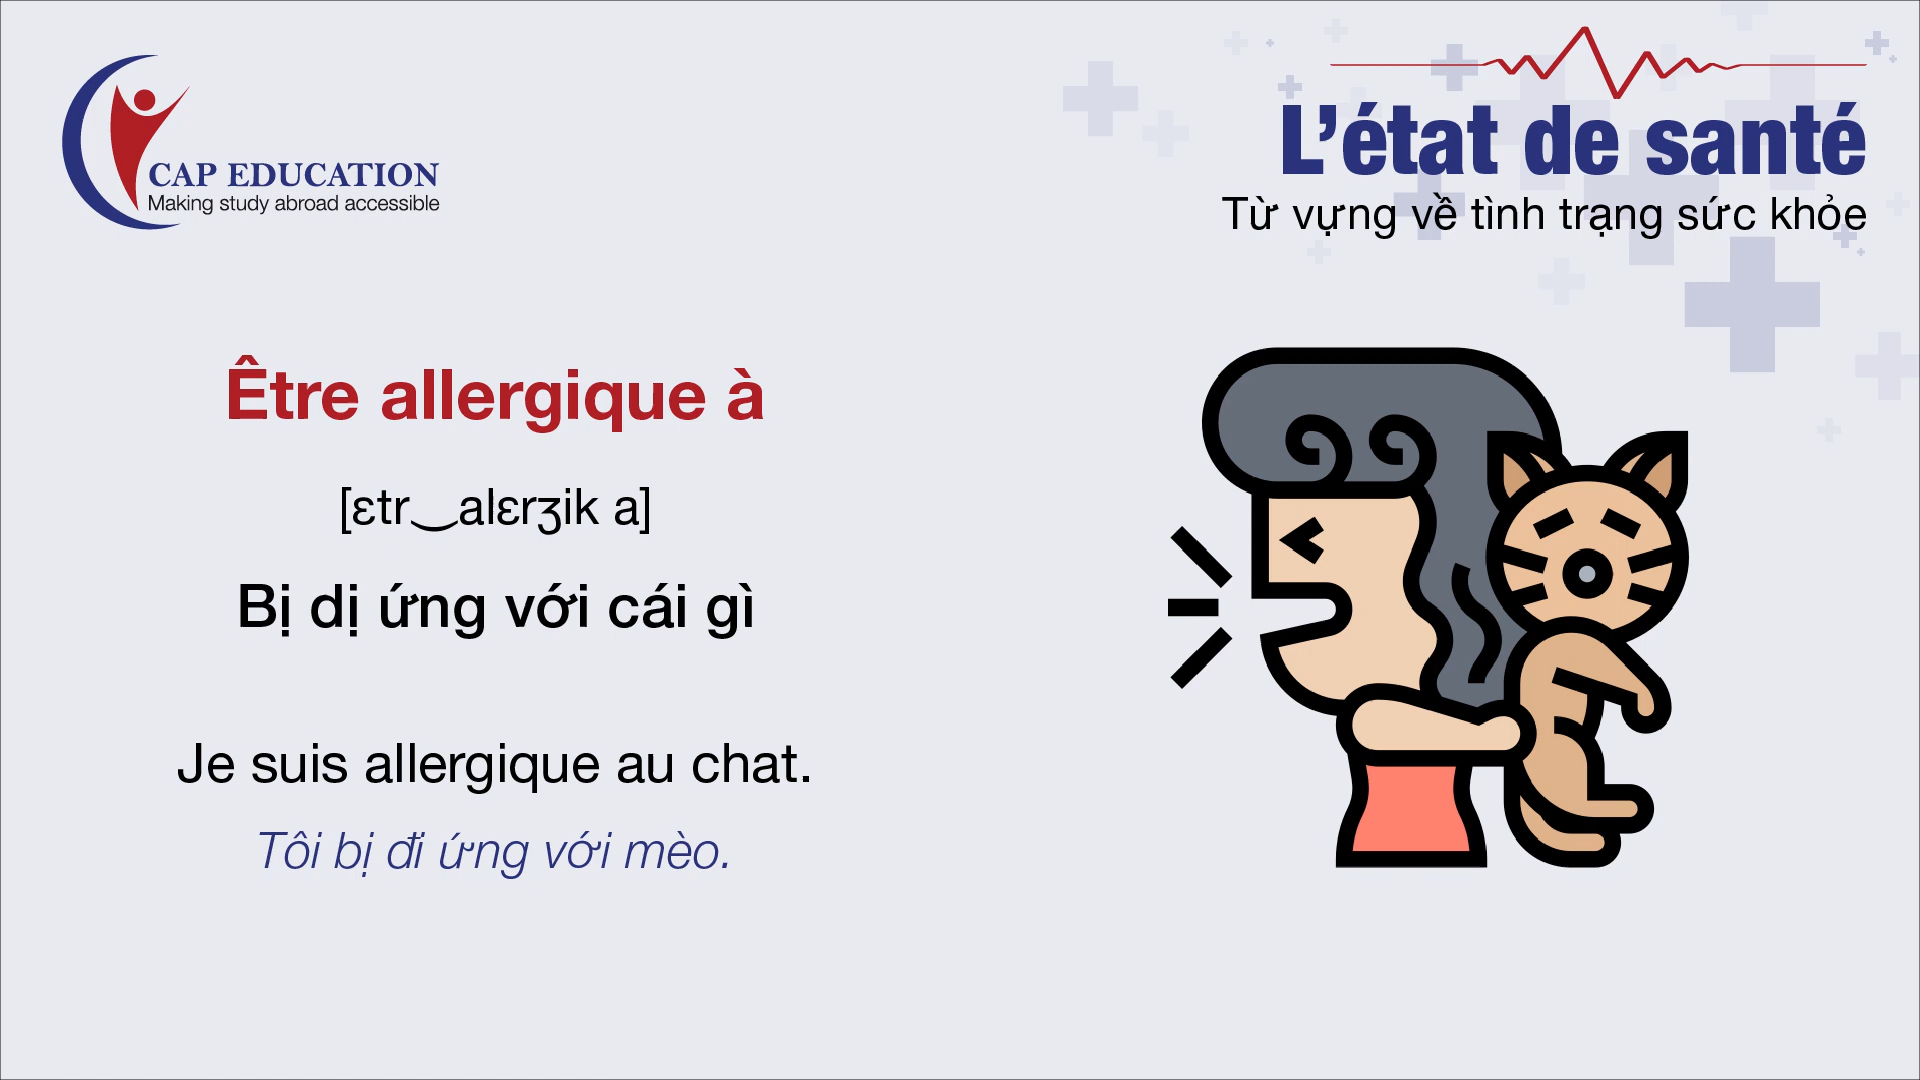 CAP EDUCATION
Making study abroad accessible
L’état de santé
Từ vựng về tình trạng sức khỏe
Être allergique à
[ɛtr‿alɛrʒik a]
Bị dị ứng với cái gì
Je suis allergique au chat.
Tôi bị đi ứng với mèo.